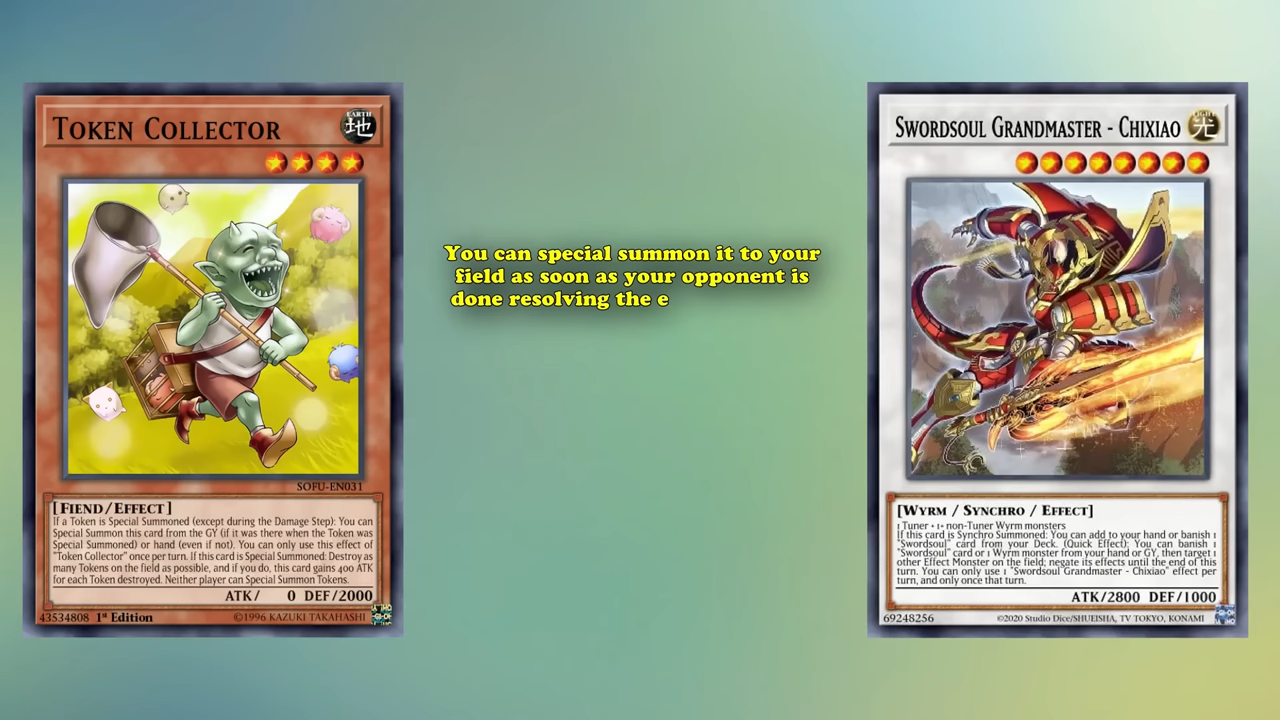 TOKEN COLLECTOR
EARTH
地
SOFU-EN031
[FIEND/EFFECT]
If a Token is Special Summoned (except during the Damage Step): You can
Special Summon this card from the GY (if it was there when the Token was
Special Summoned) or hand (even if not). You can only use this effect of
"Token Collector" once per turn. If this card is Special Summoned: Destroy as
many Tokens on the field as possible, and if you do, this card gains 400 ATK
for each Token destroyed. Neither player can Special Summon Tokens.
ATK/ 0 DEF/2000
43534808 1st Edition ©1996 KAZUKI TAKAHASHI
You can special summon it to your
field as soon as your opponent is
done resolving the e
SWORDSOUL GRANDMASTER - CHIXIAO
LIGHT
光
[WYRM / SYNCHRO / EFFECT]
1 Tuner + 1+ non-Tuner Wyrm monsters
If this card is Synchro Summoned: You can add to your hand or banish 1
"Swordsoul" card from your Deck. (Quick Effect): You can banish 1
"Swordsoul" card or 1 Wyrm monster from your hand or GY, then target 1
other Effect Monster on the field; negate its effects until the end of this
turn. You can only use 1 "Swordsoul Grandmaster - Chixiao" effect per
turn, and only once that turn.
ATK/2800 DEF/1000
69248256 ©2020 Studio Dice/SHUEISHA, TV TOKYO, KONAMI